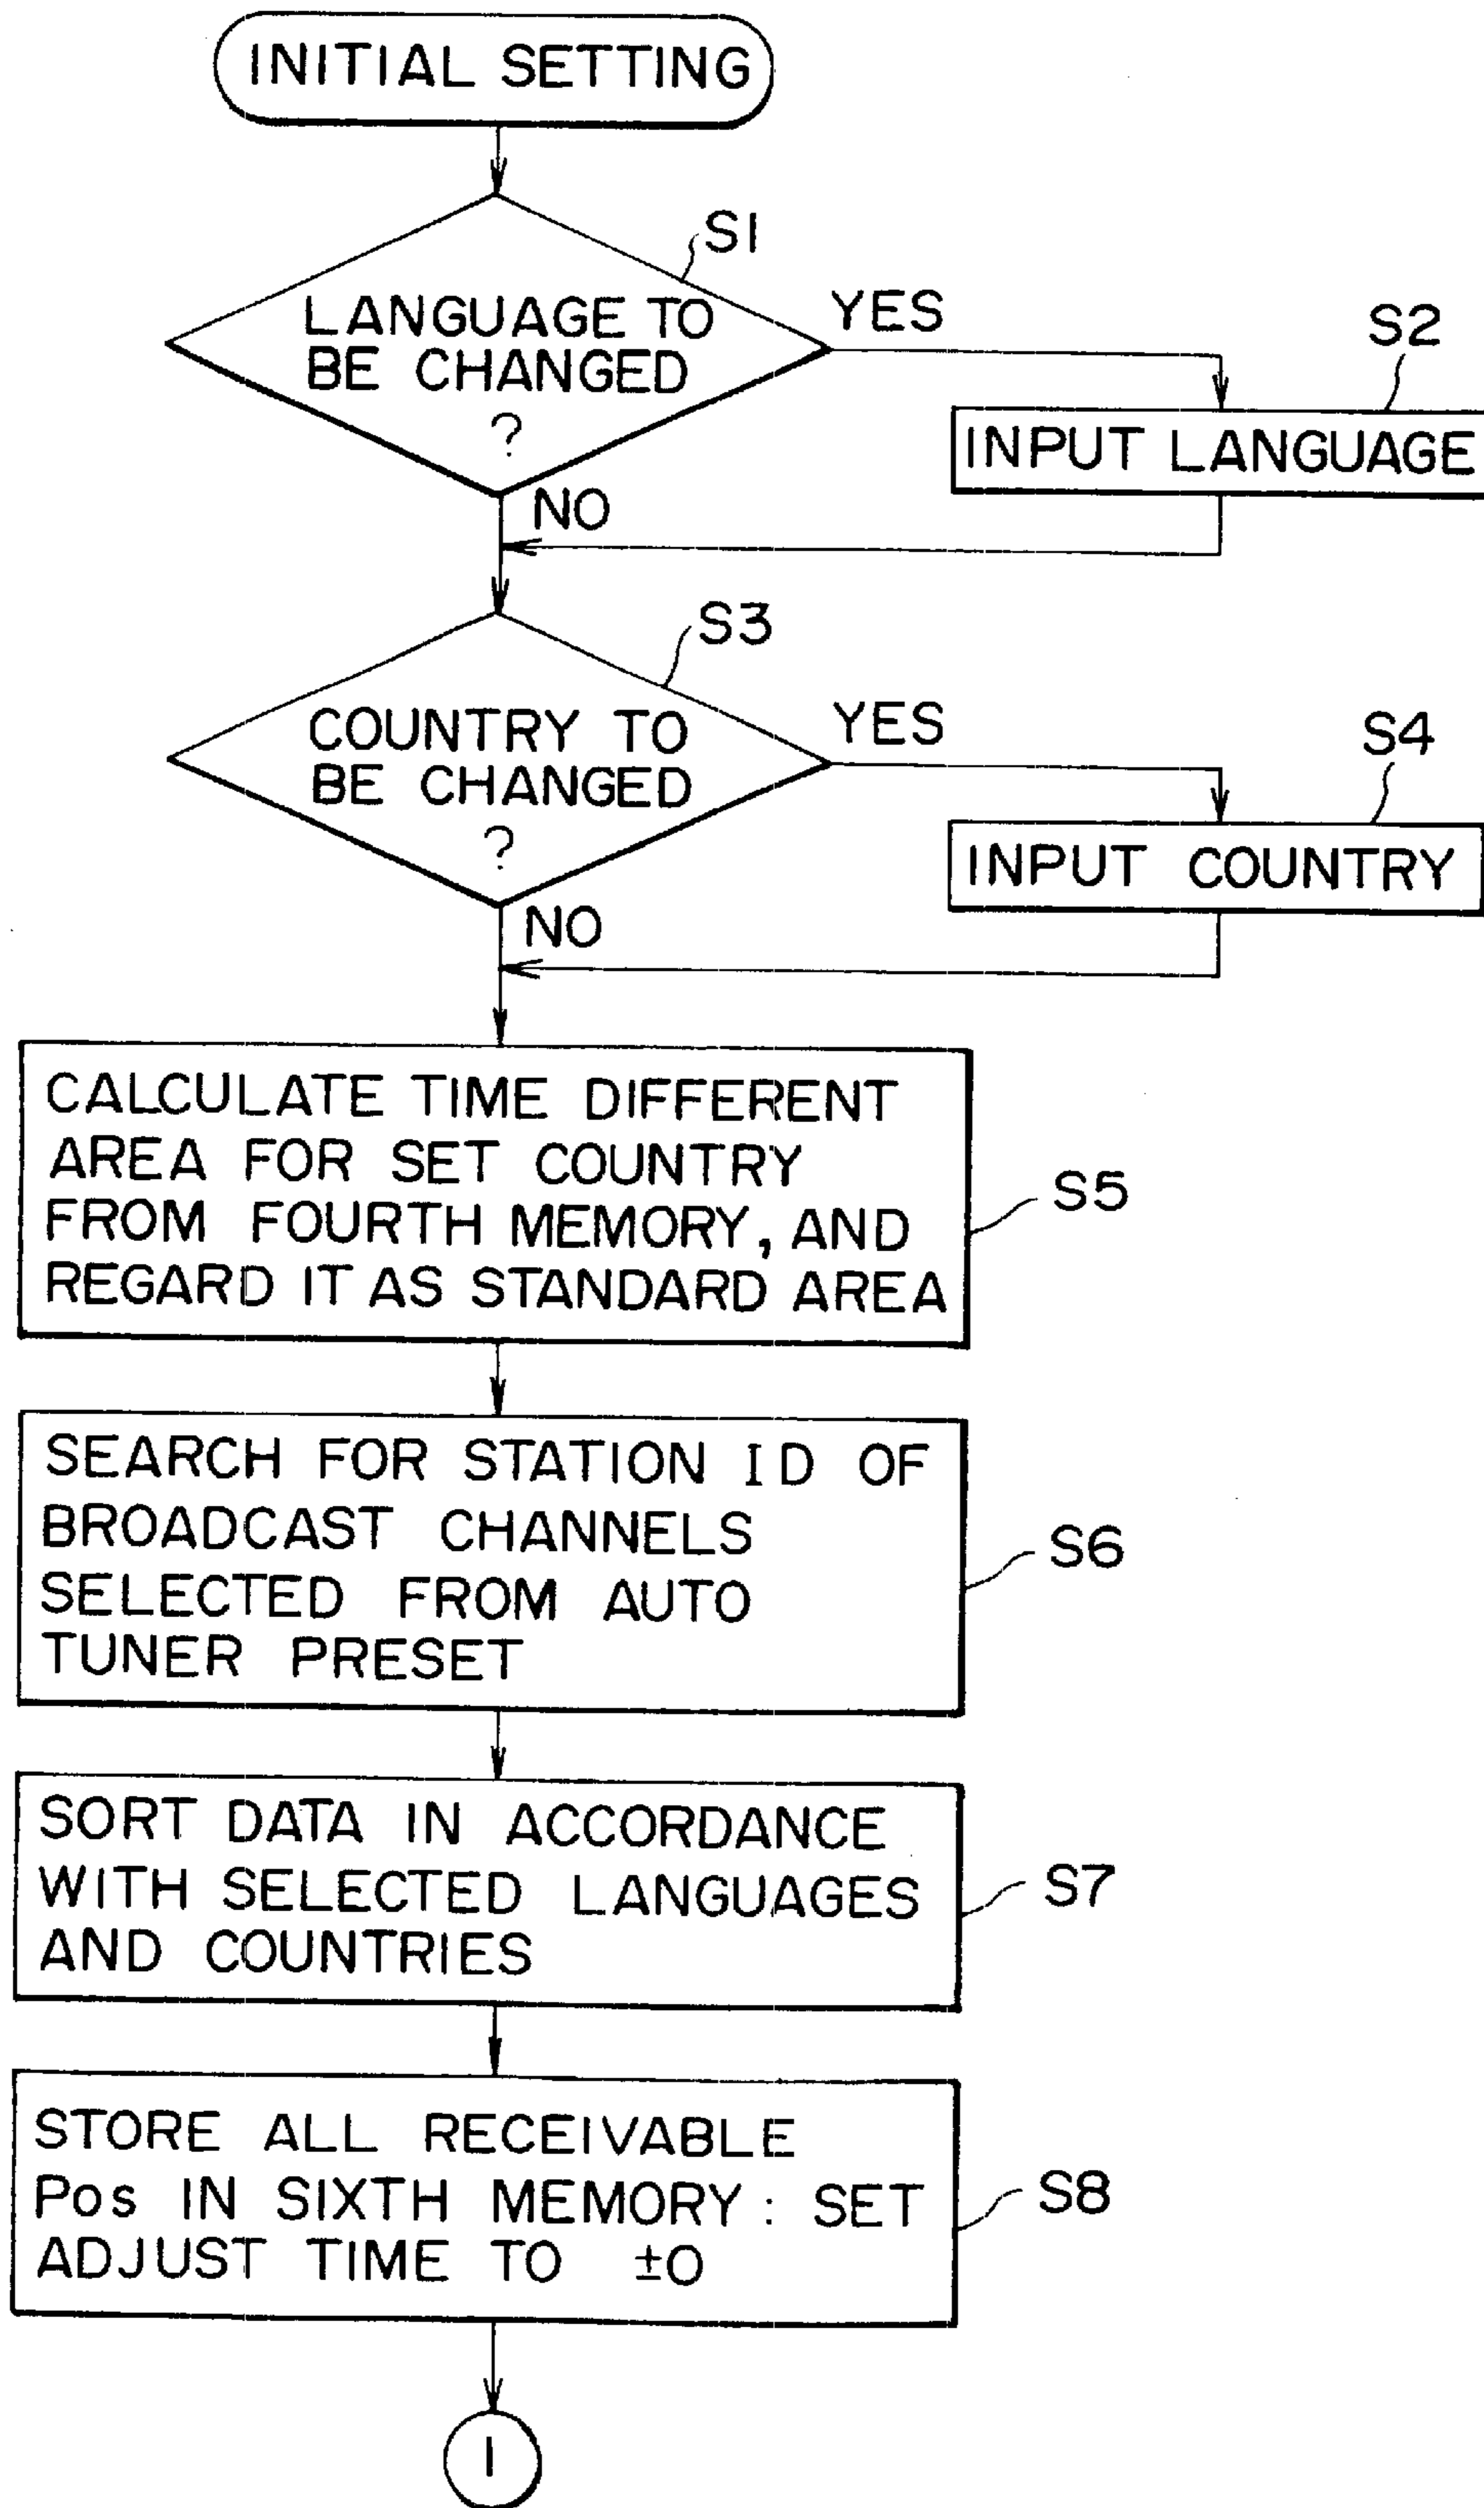 INITIAL SETTING
S1
LANGUAGE TO
BE CHANGED
?
YES
S2
INPUT LANGUAGE
NO
S3
COUNTRY TO
BE CHANGED
?
YES
S4
INPUT COUNTRY
NO
CALCULATE TIME DIFFERENT
AREA FOR SET COUNTRY
FROM FOURTH MEMORY, AND
REGARD IT AS STANDARD AREA
S5
SEARCH FOR STATION ID OF
BROADCAST CHANNELS
SELECTED FROM AUTO
TUNER PRESET
S6
SORT DATA IN ACCORDANCE
WITH SELECTED LANGUAGES
AND COUNTRIES
S7
STORE ALL RECEIVABLE
Pos IN SIXTH MEMORY: SET
ADJUST TIME TO ±0
S8
1